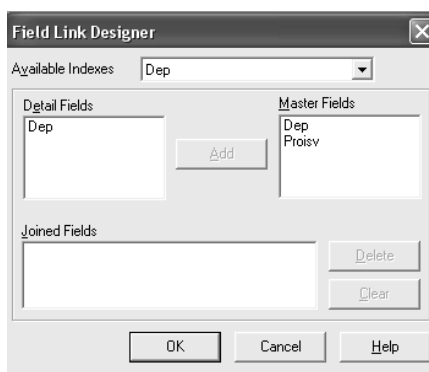 Field Link Designer
Available Indexes Dep
Detail Fields Master Fields
Dep Dep
Proisv
Add
Joined Fields
Delete
Clear
OK Cancel Help